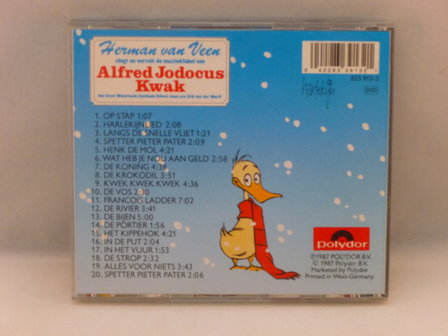 Herman van Veen
zingt en vertelt de muziekfabel van
Alfred Jodocus
Kwak
833 913-2
Harlekijn
1. OP STAP 1:07
2. HARLEKIJNLIED 2:08
3. LANGS DE SNELLE VLIET 1:21
4. SPETTER PIETER PATER 2:09
5. HENK DE MOL 4:21
6. WAT HEB JE NOU AAN GELD 2:58
7. DE KONING 4:38
8. DE KROKODIL 3:51
9. KWEK KWEK KWEK 4:36
10. DE VOS 2:30
11. FRANCOIS LADDER 7:02
12. DE RIVIER 3:41
13. DE BIJEN 5:00
14. DE PORTIER 1:56
15. HET KIPPEHOK 4:21
16. IN DE PUT 2:04
17. IN HET VUUR 1:53
18. DE STROP 2:32
19. ALLES VOOR NIETS 4:43
20. SPETTER PIETER PATER 2:06
Polydor
℗ 1987 POLYDOR B.V.
© 1987 Polydor B.V.
Marketed by Polydor
Printed in West-Germany